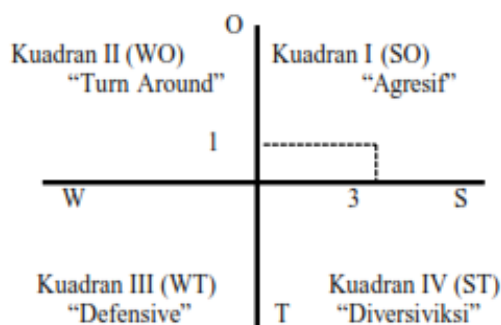 O
Kuadran II (WO)
“Turn Around”
Kuadran I (SO)
“Agresif”
1
W
3
S
Kuadran III (WT)
“Defensive”
T
Kuadran IV (ST)
“Diversiviksi”